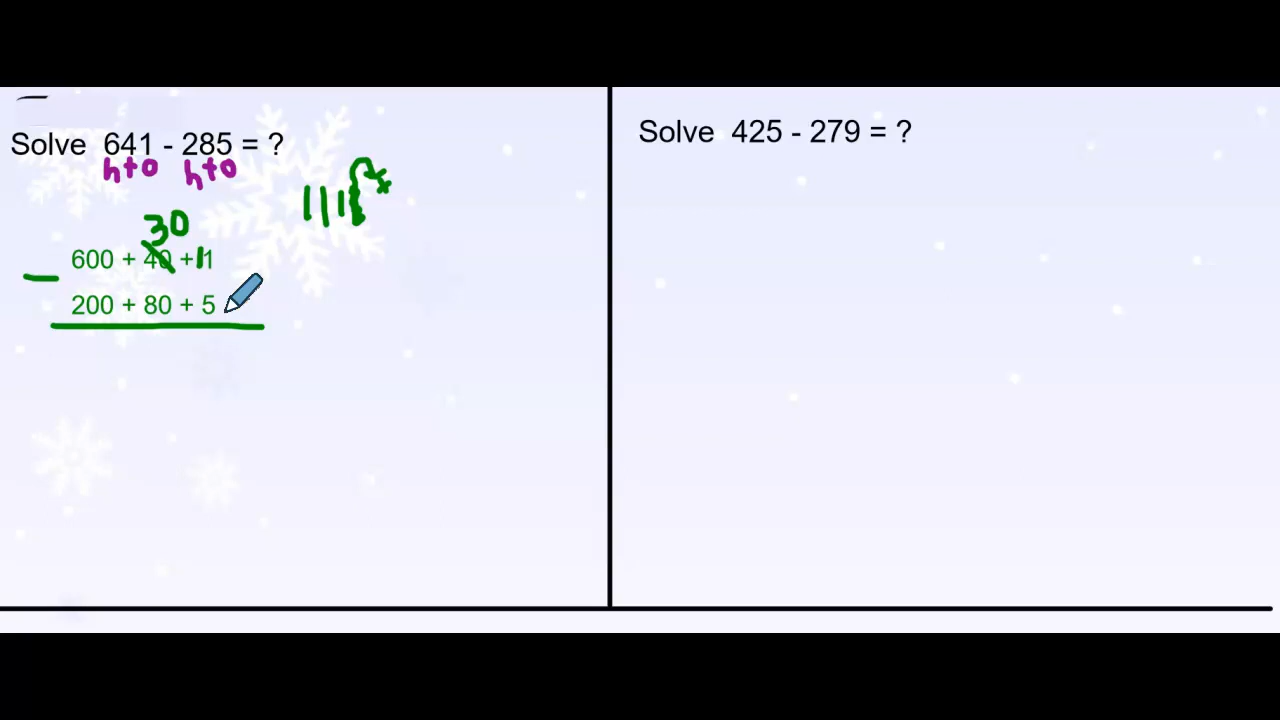 Solve 641 - 285 = ?
hto hto
30
600 + 40 + 11
200 + 80 + 5
Solve 425 - 279 = ?